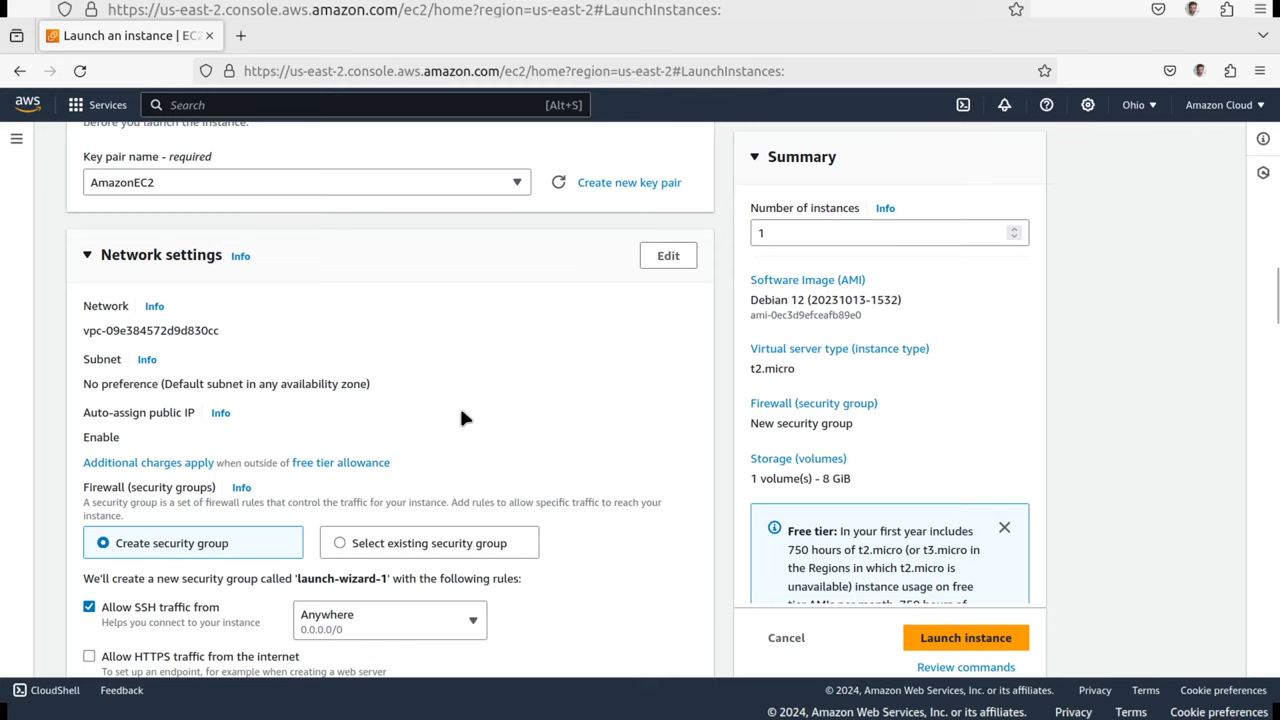 https://us-east-2.console.aws.amazon.com/ec2/home?region=us-east-2#LaunchInstances:
Launch an instance | EC
https://us-east-2.console.aws.amazon.com/ec2/home?region=us-east-2#LaunchInstances:
aws Services Search [Alt+S] Ohio Amazon Cloud
before you launch the instance.
Key pair name - required
AmazonEC2 Create new key pair
Network settings Info Edit
Network Info
vpc-09e384572d9d830cc
Subnet Info
No preference (Default subnet in any availability zone)
Auto-assign public IP Info
Enable
Additional charges apply when outside of free tier allowance
Firewall (security groups) Info
A security group is a set of firewall rules that control the traffic for your instance. Add rules to allow specific traffic to reach your
instance.
Create security group Select existing security group
We'll create a new security group called 'launch-wizard-1' with the following rules:
Allow SSH traffic from
Helps you connect to your instance
Anywhere
0.0.0.0/0
Allow HTTPS traffic from the internet
To set up an endpoint, for example when creating a web server
Summary
Number of instances Info
1
Software Image (AMI)
Debian 12 (20231013-1532)
ami-0ec3d9efceafb89e0
Virtual server type (instance type)
t2.micro
Firewall (security group)
New security group
Storage (volumes)
1 volume(s) - 8 GiB
Free tier: In your first year includes
750 hours of t2.micro (or t3.micro in
the Regions in which t2.micro is
unavailable) instance usage on free
tier AMIs per month, 750 hours of
Cancel Launch instance
Review commands
CloudShell Feedback © 2024, Amazon Web Services, Inc. or its affiliates. Privacy Terms Cookie preferences
© 2024, Amazon Web Services, Inc. or its affiliates. Privacy Terms Cookie preferences